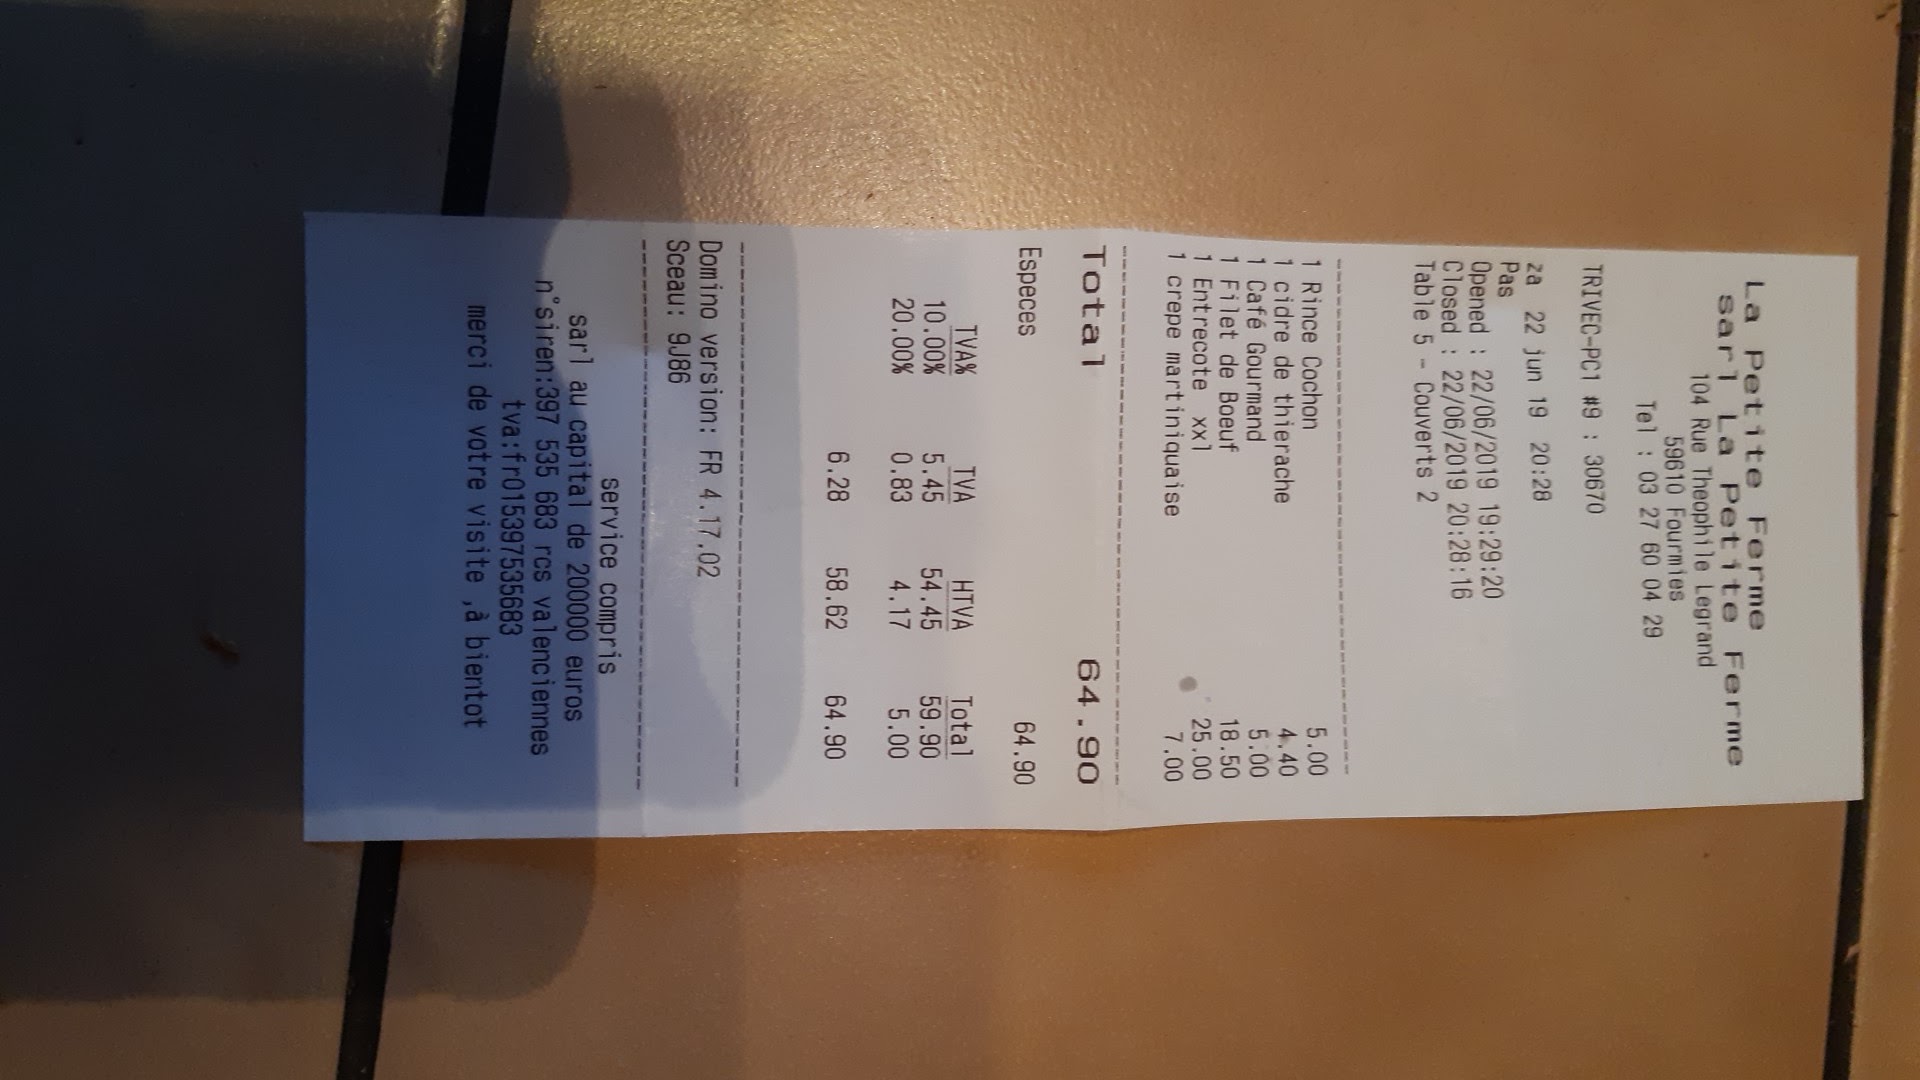 La Petite Ferme
sarl La Petite Ferme
104 Rue Theophile Legrand
59610 Fourmies
Tel : 03 27 60 04 29
TRIVEC-PC1 #9 : 30670
za 22 jun 19 20:28
Pas
Opened : 22/06/2019 19:29:20
Closed : 22/06/2019 20:28:16
Table 5 - Couverts 2
1 Rince Cochon 5.00
1 cidre de thierache 4.40
1 Café Gourmand 5.00
1 Filet de Boeuf 18.50
1 Entrecote xxl 25.00
1 crepe martiniquaise 7.00
Total 64.90
Especes 64.90
TVA% TVA HTVA Total
10.00% 5.45 54.45 59.90
20.00% 0.83 4.17 5.00
6.28 58.62 64.90
Domino version: FR 4.17.02
Sceau: 9J86
service compris
sarl au capital de 200000 euros
n°siren:397 535 683 rcs valenciennes
tva:fr01539753568​3
merci de votre visite ,à bientot